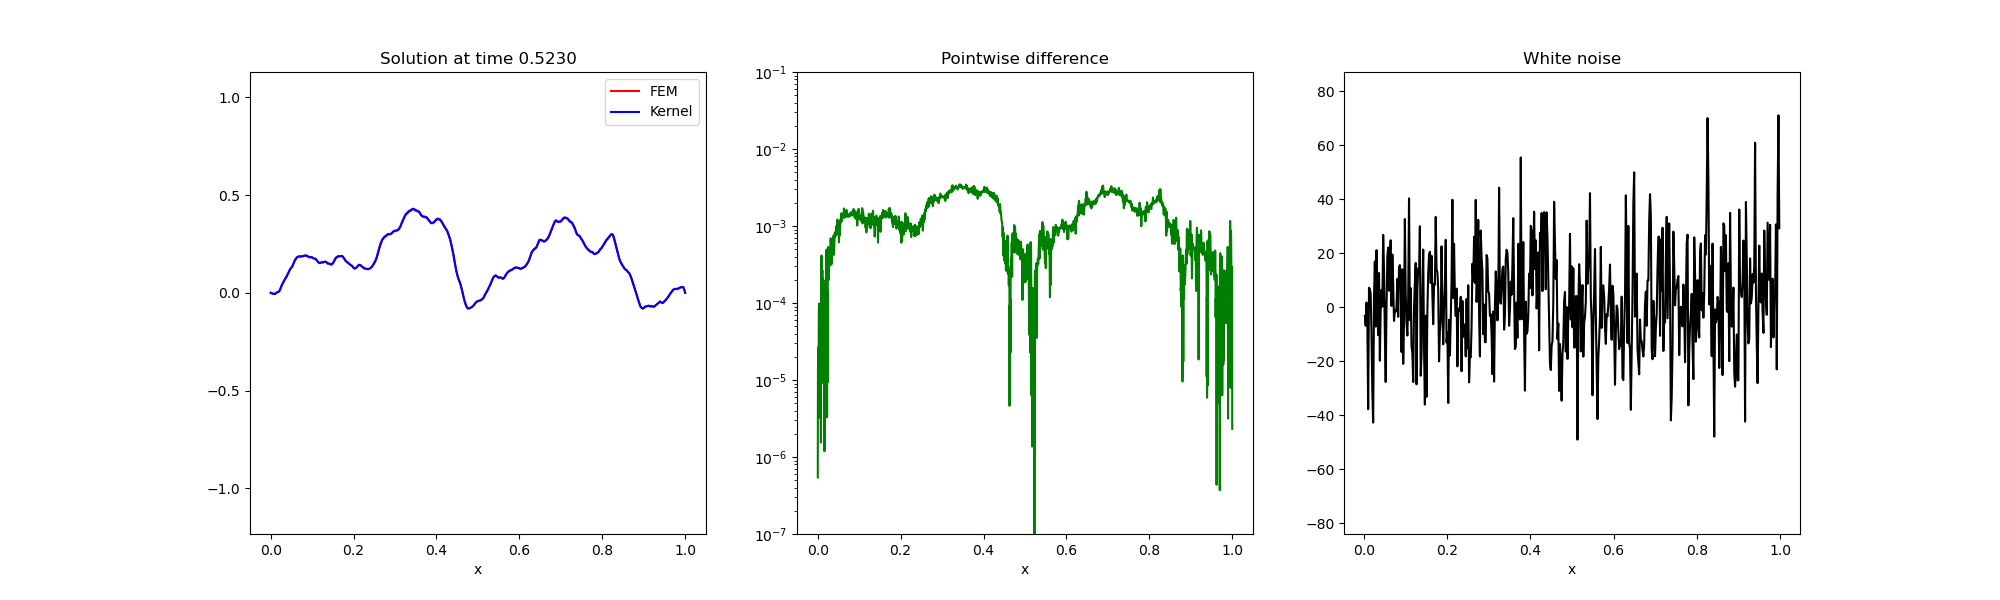 Solution at time 0.5230
1.0
0.5
0.0
−0.5
−1.0
0.0 0.2 0.4 0.6 0.8 1.0
x
FEM
Kernel
Pointwise difference
10⁻¹
10⁻²
10⁻³
10⁻⁴
10⁻⁵
10⁻⁶
10⁻⁷
0.0 0.2 0.4 0.6 0.8 1.0
x
White noise
80
60
40
20
0
−20
−40
−60
−80
0.0 0.2 0.4 0.6 0.8 1.0
x